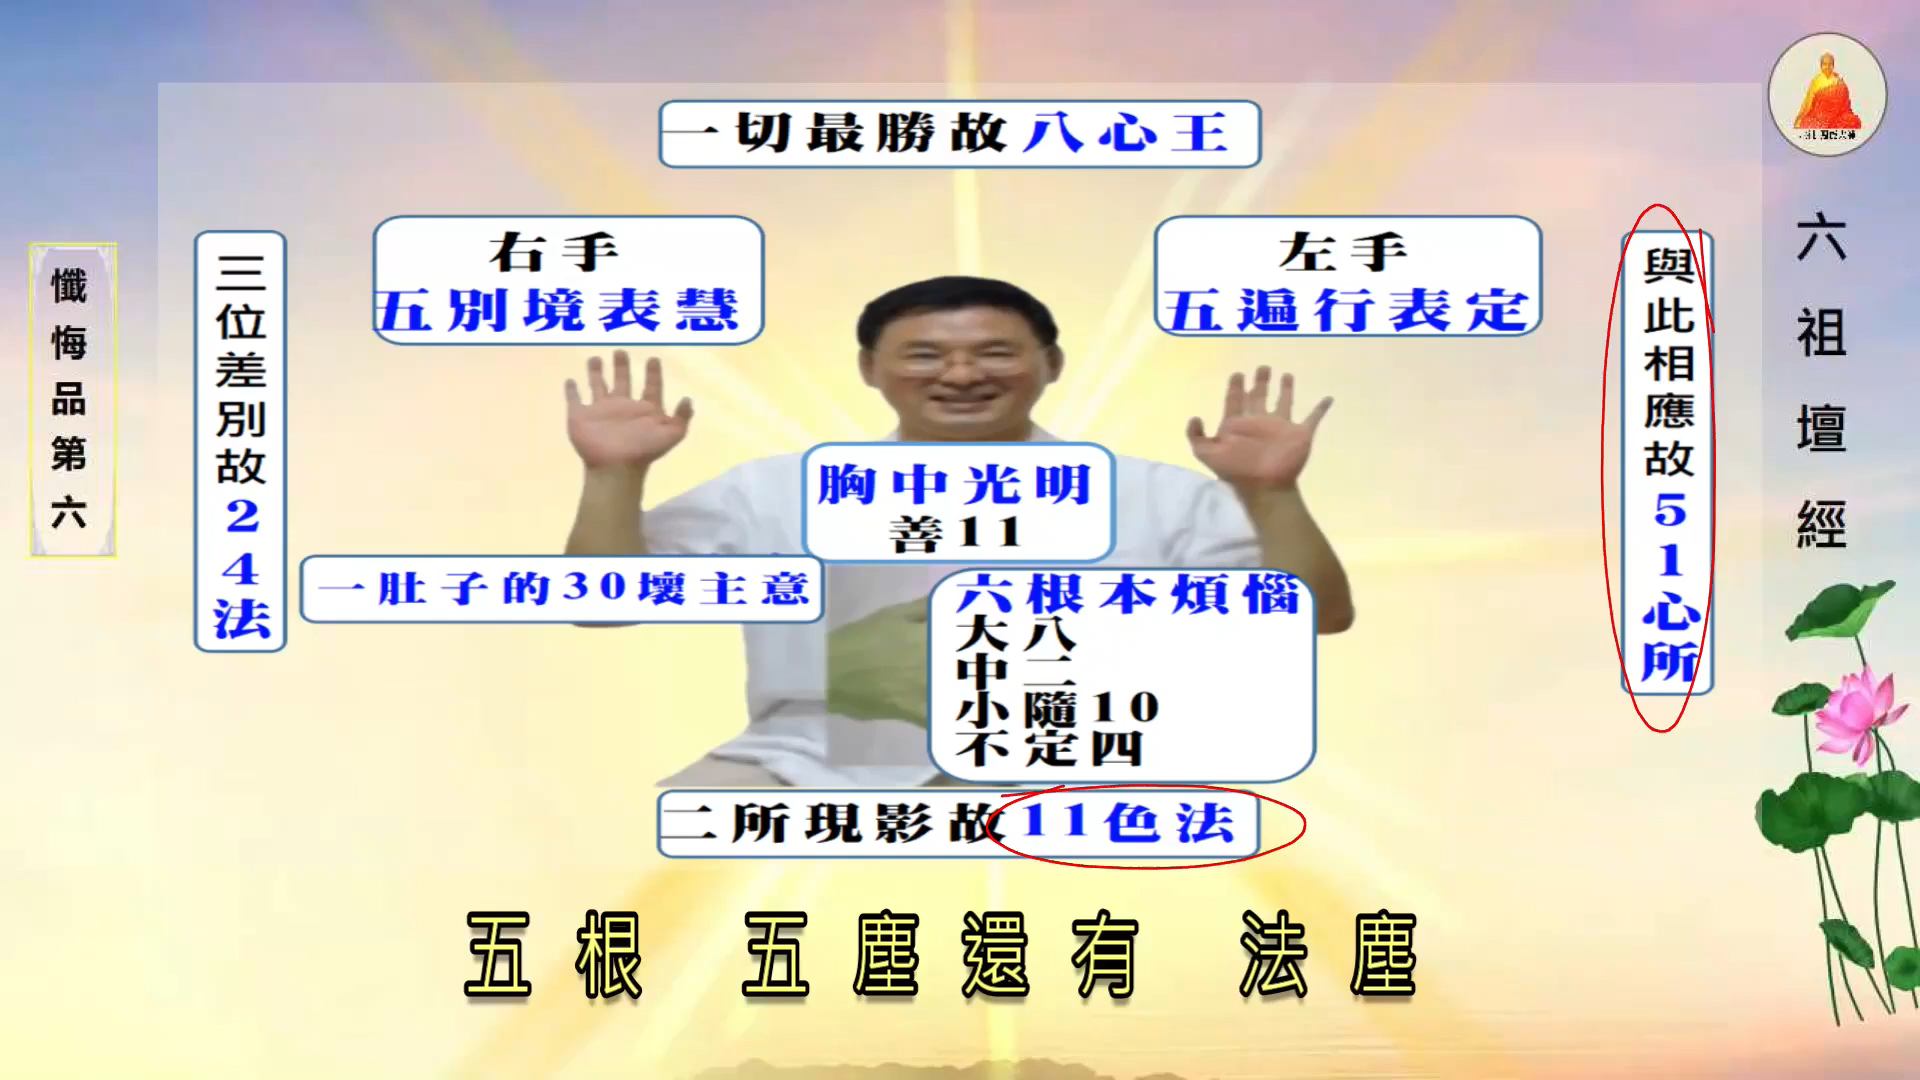 一切最勝故八心王
右手
五別境表慧
左手
五遍行表定
與此相應故51心所
三位差別故24法
胸中光明
善11
一肚子的30壞主意
六根本煩惱
大八
中二
小隨10
不定四
二所現影故11色法
六祖壇經
懺悔品第六
五根 五塵還有 法塵